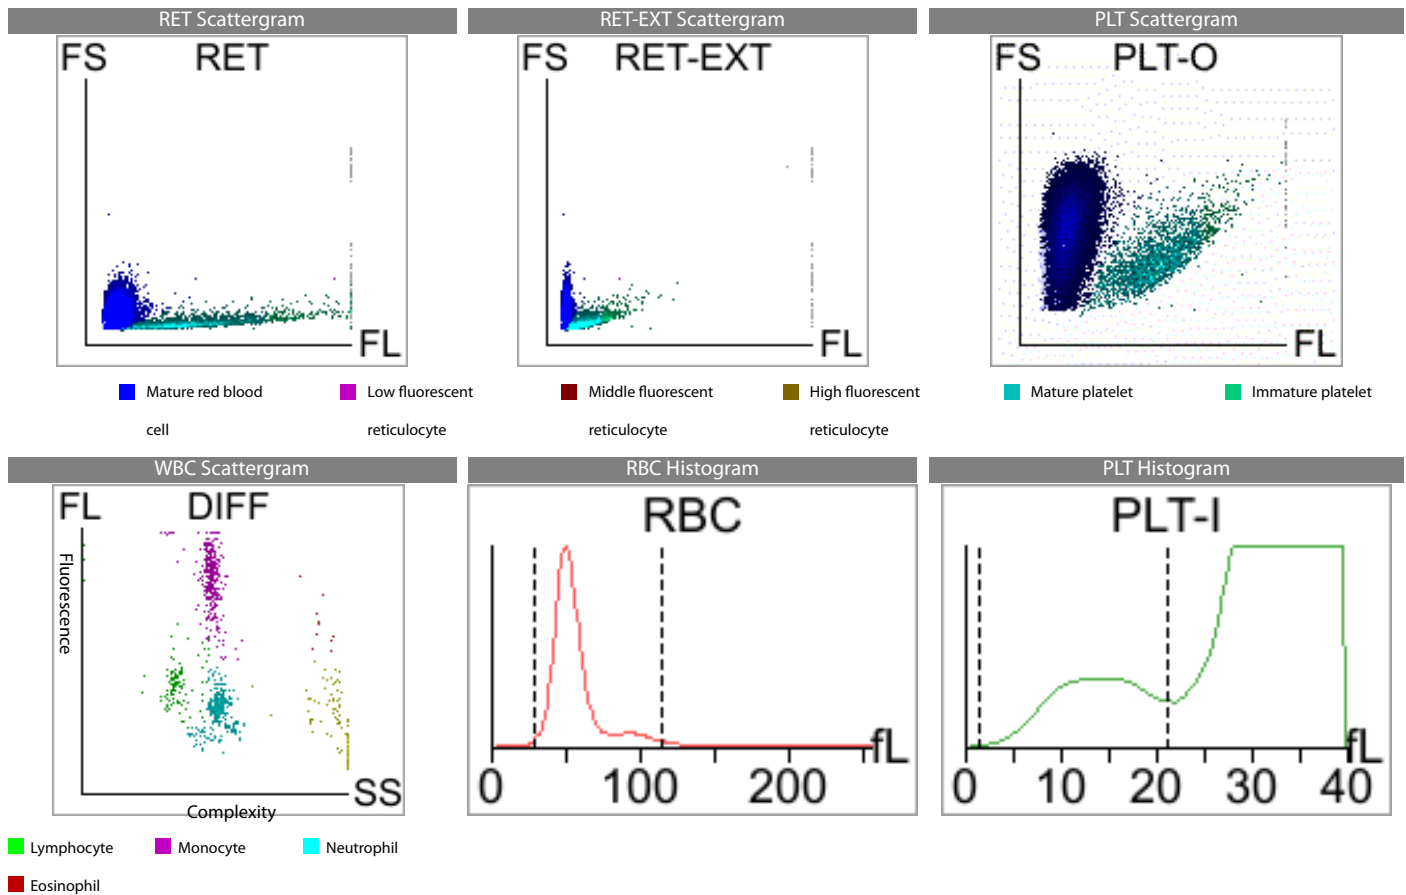 RET Scattergram
RET-EXT Scattergram
PLT Scattergram
FS RET
FL
FS RET-EXT
FL
FS PLT-O
FL
Mature red blood
cell
Low fluorescent
reticulocyte
Middle fluorescent
reticulocyte
High fluorescent
reticulocyte
Mature platelet
Immature platelet
WBC Scattergram
RBC Histogram
PLT Histogram
FL DIFF
Fluorescence
SS
Complexity
RBC
fL
0 100 200
PLT-I
fL
0 10 20 30 40
Lymphocyte
Monocyte
Neutrophil
Eosinophil